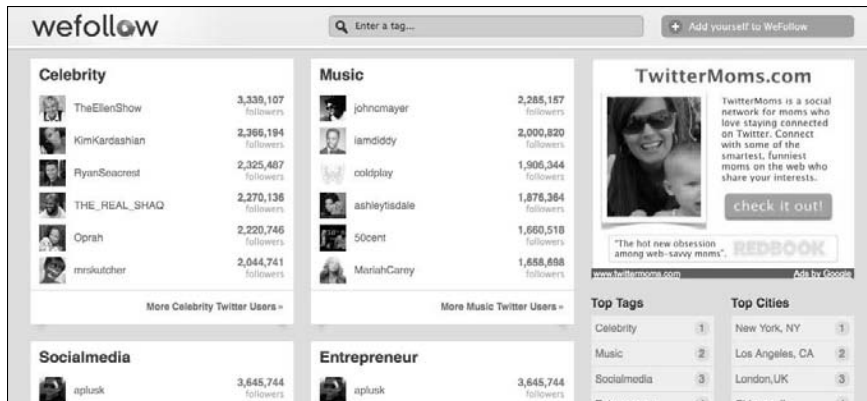 wefollow
Enter a tag...
Add yourself to WeFollow
Celebrity
TheEllenShow 3,339,107 followers
KimKardashian 2,366,194 followers
RyanSeacrest 2,325,487 followers
THE_REAL_SHAQ 2,270,136 followers
Oprah 2,220,746 followers
mrskutcher 2,044,741 followers
More Celebrity Twitter Users »
Music
johncmayer 2,285,157 followers
iamdiddy 2,000,820 followers
coldplay 1,906,344 followers
ashleytisdale 1,876,364 followers
50cent 1,660,518 followers
MariahCarey 1,658,698 followers
More Music Twitter Users »
TwitterMoms.com
TwitterMoms is a social
network for moms who
love staying connected
on Twitter. Connect
with some of the
smartest, funniest
moms on the web who
share your interests.
check it out!
"The hot new obsession
among web-savvy moms".
REDBOOK
www.twittermoms.com Ads by Google
Socialmedia
aplusk 3,645,744 followers
Entrepreneur
aplusk 3,645,744 followers
Top Tags
Celebrity 1
Music 2
Socialmedia 3
Top Cities
New York, NY 1
Los Angeles, CA 2
London,UK 3